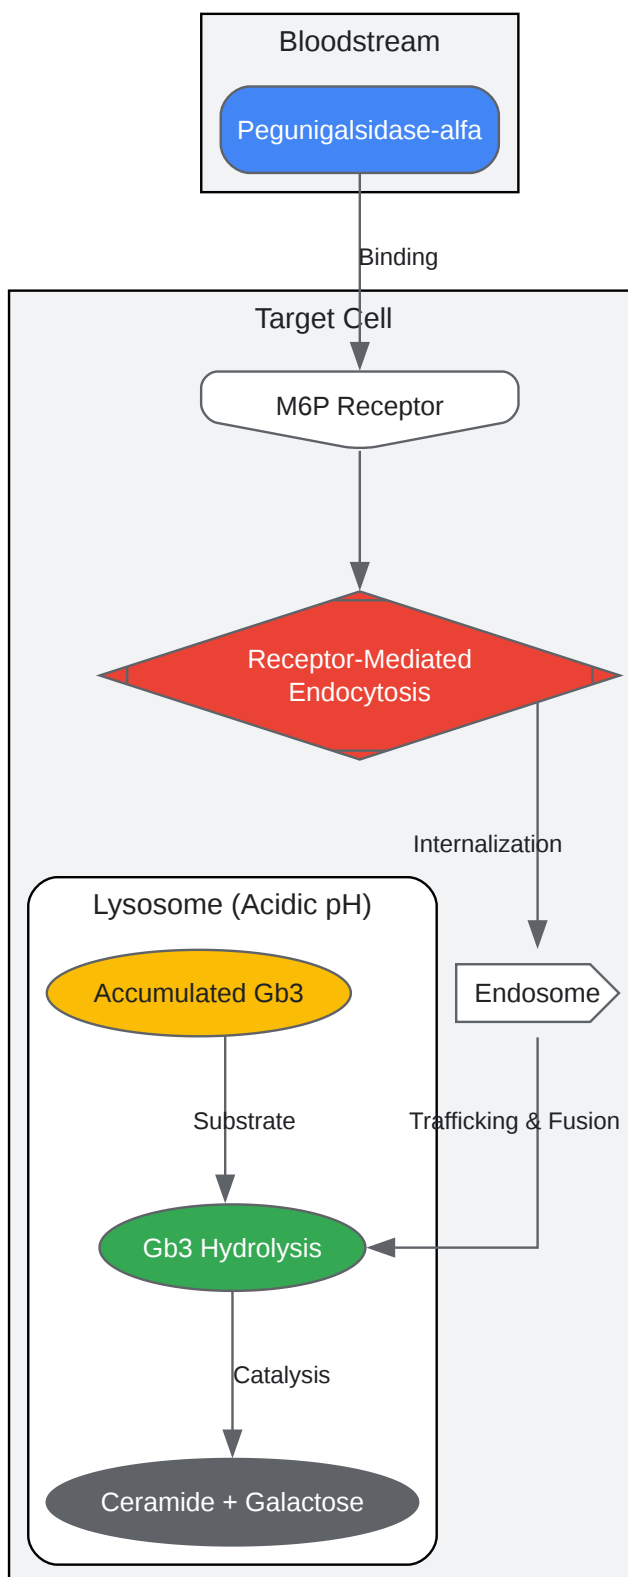 Bloodstream
Pegunigalsidase-alfa
Binding
Target Cell
M6P Receptor
Receptor-Mediated
Endocytosis
Internalization
Lysosome (Acidic pH)
Accumulated Gb3
Endosome
Substrate
Trafficking & Fusion
Gb3 Hydrolysis
Catalysis
Ceramide + Galactose